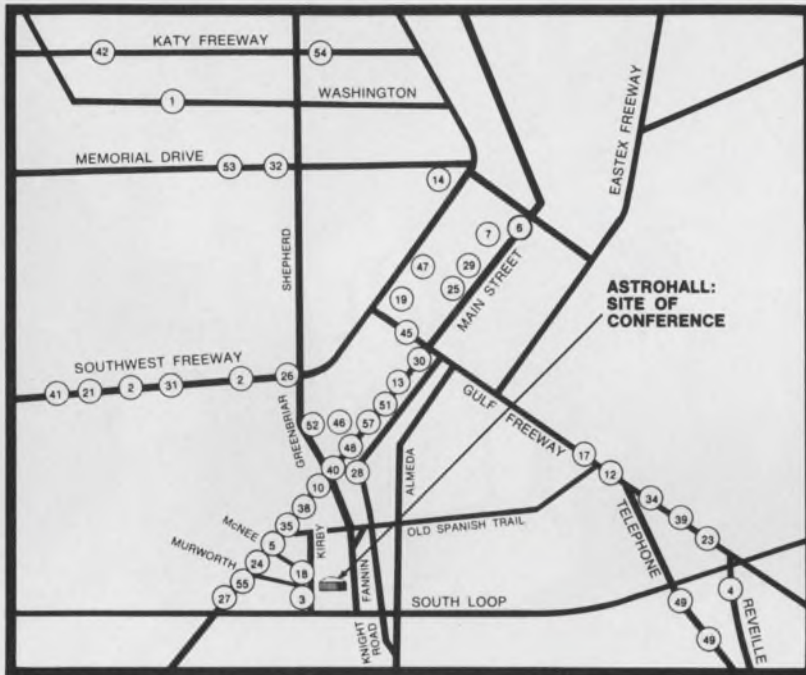 KATY FREEWAY
42
54
1
WASHINGTON
MEMORIAL DRIVE
53
32
14
SHEPHERD
EASTEX FREEWAY
7
6
47
29
25
19
MAIN STREET
ASTROHALL:
SITE OF
CONFERENCE
45
30
SOUTHWEST FREEWAY
41
21
2
31
2
26
13
51
GULF FREEWAY
GREENBRIAR
52
46
57
48
40
28
ALMEDA
17
12
10
38
35
34
39
23
TELEPHONE
McNEE
5
KIRBY
OLD SPANISH TRAIL
MURWORTH
24
18
55
27
3
FANNIN
SOUTH LOOP
KNIGHT
ROAD
49
4
REVEILLE
49